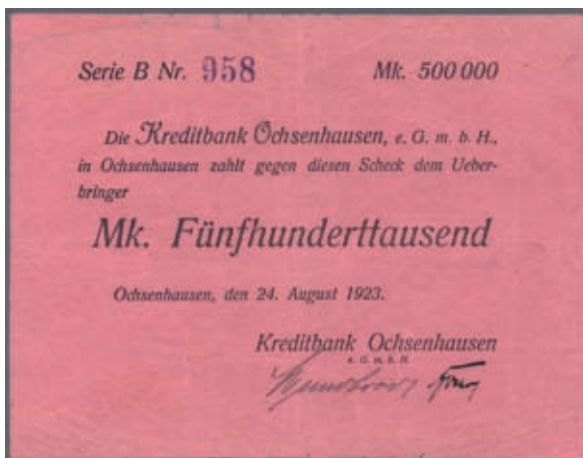 Serie B Nr. 958 Mk. 500 000
Die Kreditbank Ochsenhausen, e. G. m. b. H.,
in Ochsenhausen zahlt gegen diesen Scheck dem Ueber-
bringer
Mk. Fünfhunderttausend
Ochsenhausen, den 24. August 1923.
Kreditbank Ochsenhausen
e. G. m. b. H.